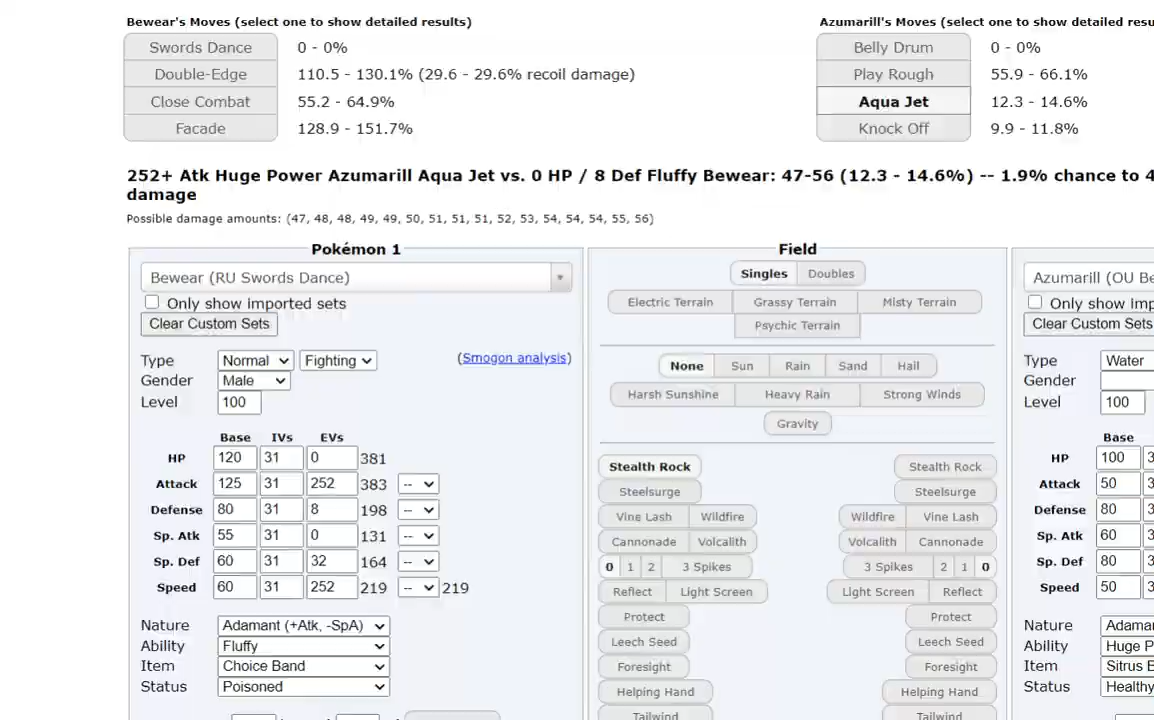 Bewear's Moves (select one to show detailed results)
Azumarill's Moves (select one to show detailed resu
Swords Dance 0 - 0%
Belly Drum 0 - 0%
Double-Edge 110.5 - 130.1% (29.6 - 29.6% recoil damage)
Play Rough 55.9 - 66.1%
Close Combat 55.2 - 64.9%
Aqua Jet 12.3 - 14.6%
Facade 128.9 - 151.7%
Knock Off 9.9 - 11.8%
252+ Atk Huge Power Azumarill Aqua Jet vs. 0 HP / 8 Def Fluffy Bewear: 47-56 (12.3 - 14.6%) -- 1.9% chance to 4
damage
Possible damage amounts: (47, 48, 48, 49, 49, 50, 51, 51, 51, 52, 53, 54, 54, 54, 55, 56)
Pokémon 1
Bewear (RU Swords Dance)
Only show imported sets
Clear Custom Sets
Type Normal Fighting (Smogon analysis)
Gender Male
Level 100
Base IVs EVs
HP 120 31 0 381
Attack 125 31 252 383 --
Defense 80 31 8 198 --
Sp. Atk 55 31 0 131 --
Sp. Def 60 31 32 164 --
Speed 60 31 252 219 -- 219
Nature Adamant (+Atk, -SpA)
Ability Fluffy
Item Choice Band
Status Poisoned
Field
Singles Doubles
Electric Terrain Grassy Terrain Misty Terrain
Psychic Terrain
None Sun Rain Sand Hail
Harsh Sunshine Heavy Rain Strong Winds
Gravity
Stealth Rock Stealth Rock
Steelsurge Steelsurge
Vine Lash Wildfire Wildfire Vine Lash
Cannonade Volcalith Volcalith Cannonade
0 1 2 3 Spikes 3 Spikes 2 1 0
Reflect Light Screen Light Screen Reflect
Protect Protect
Leech Seed Leech Seed
Foresight Foresight
Helping Hand Helping Hand
Tailwind Tailwind
Azumarill (OU Be
Only show imp
Clear Custom Sets
Type Water
Gender
Level 100
Base
HP 100 3
Attack 50 3
Defense 80 3
Sp. Atk 60 3
Sp. Def 80 3
Speed 50 3
Nature Adama
Ability Huge P
Item Sitrus B
Status Healthy